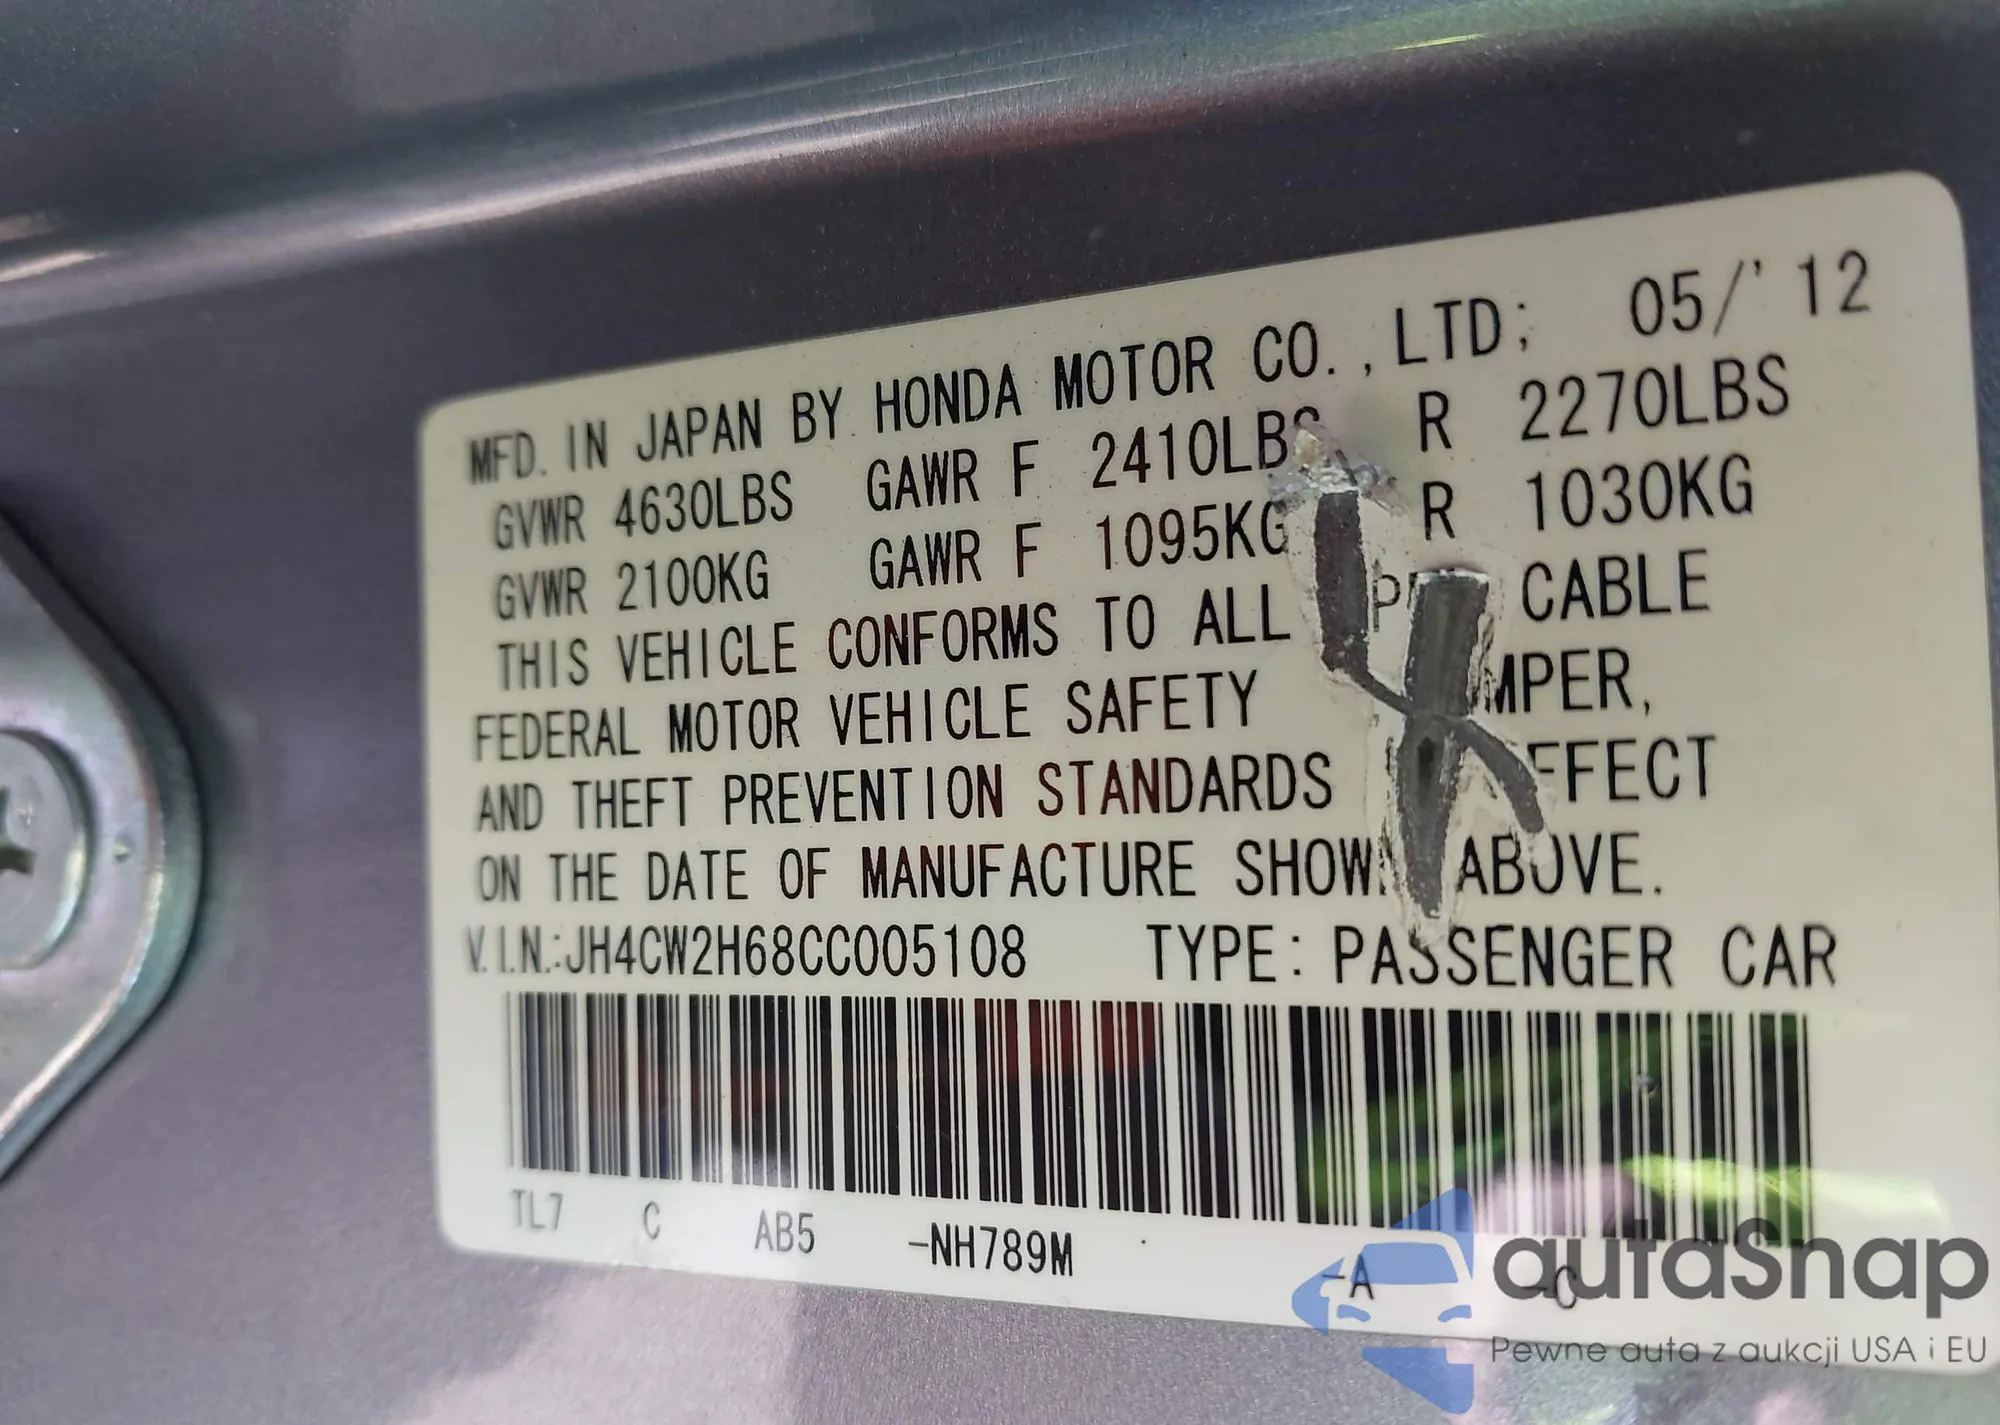 MFD. IN JAPAN BY HONDA MOTOR CO., LTD; 05/'12
GVWR 4630LBS GAWR F 2410LBS R 2270LBS
GVWR 2100KG GAWR F 1095KG R 1030KG
THIS VEHICLE CONFORMS TO ALL CABLE
FEDERAL MOTOR VEHICLE SAFETY MPER,
AND THEFT PREVENTION STANDARDS EFFECT
ON THE DATE OF MANUFACTURE SHOWN ABOVE.
V.I.N.:JH4CW2H68CC005108 TYPE: PASSENGER CAR
TL7 C AB5 -NH789M -A -C
autaSnap
Pewne auta z aukcji USA i EU